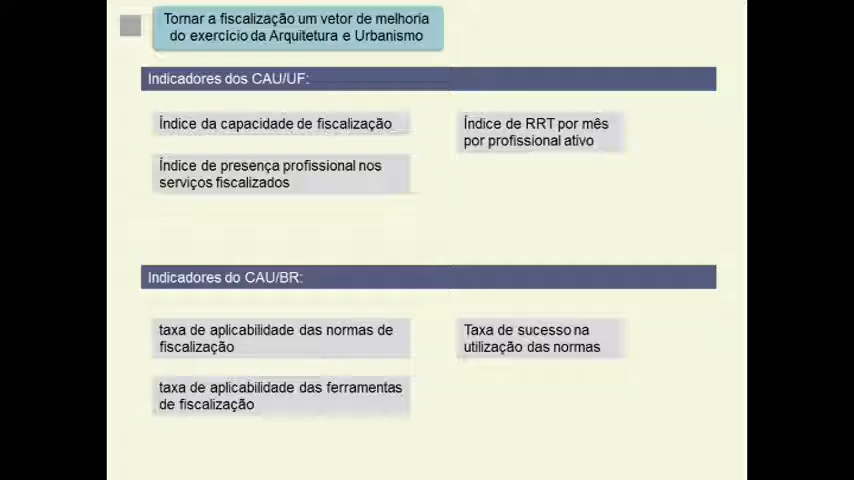 Tornar a fiscalização um vetor de melhoria
do exercício da Arquitetura e Urbanismo
Indicadores dos CAU/UF:
Índice da capacidade de fiscalização
Índice de RRT por mês
por profissional ativo
Índice de presença profissional nos
serviços fiscalizados
Indicadores do CAU/BR:
taxa de aplicabilidade das normas de
fiscalização
Taxa de sucesso na
utilização das normas
taxa de aplicabilidade das ferramentas
de fiscalização